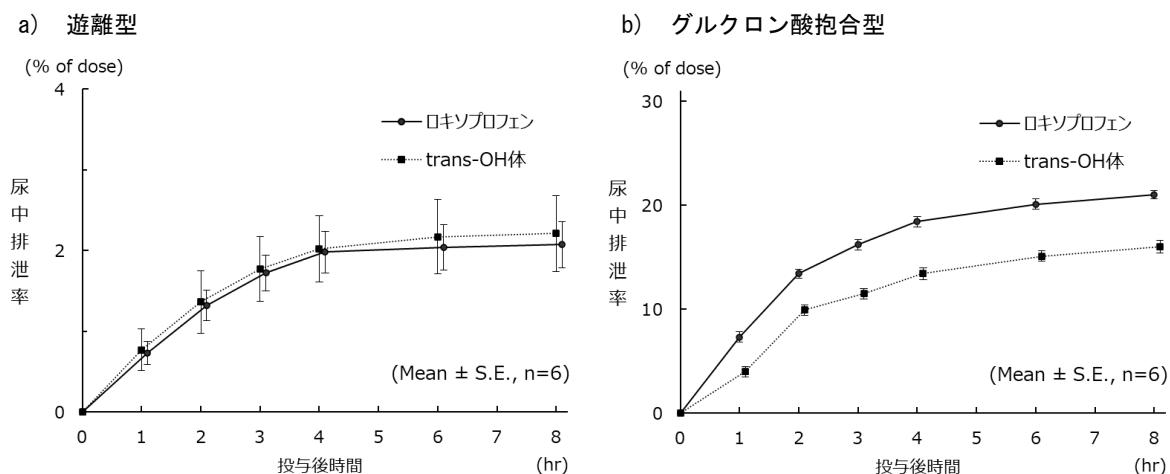 a) 遊離型
(% of dose)
4
2
0
尿中排泄率
ロキソプロフェン
trans-OH体
(Mean ± S.E., n=6)
0 1 2 3 4 5 6 7 8
投与後時間 (hr)
b) グルクロン酸抱合型
(% of dose)
30
20
10
0
尿中排泄率
ロキソプロフェン
trans-OH体
(Mean ± S.E., n=6)
0 1 2 3 4 5 6 7 8
投与後時間 (hr)